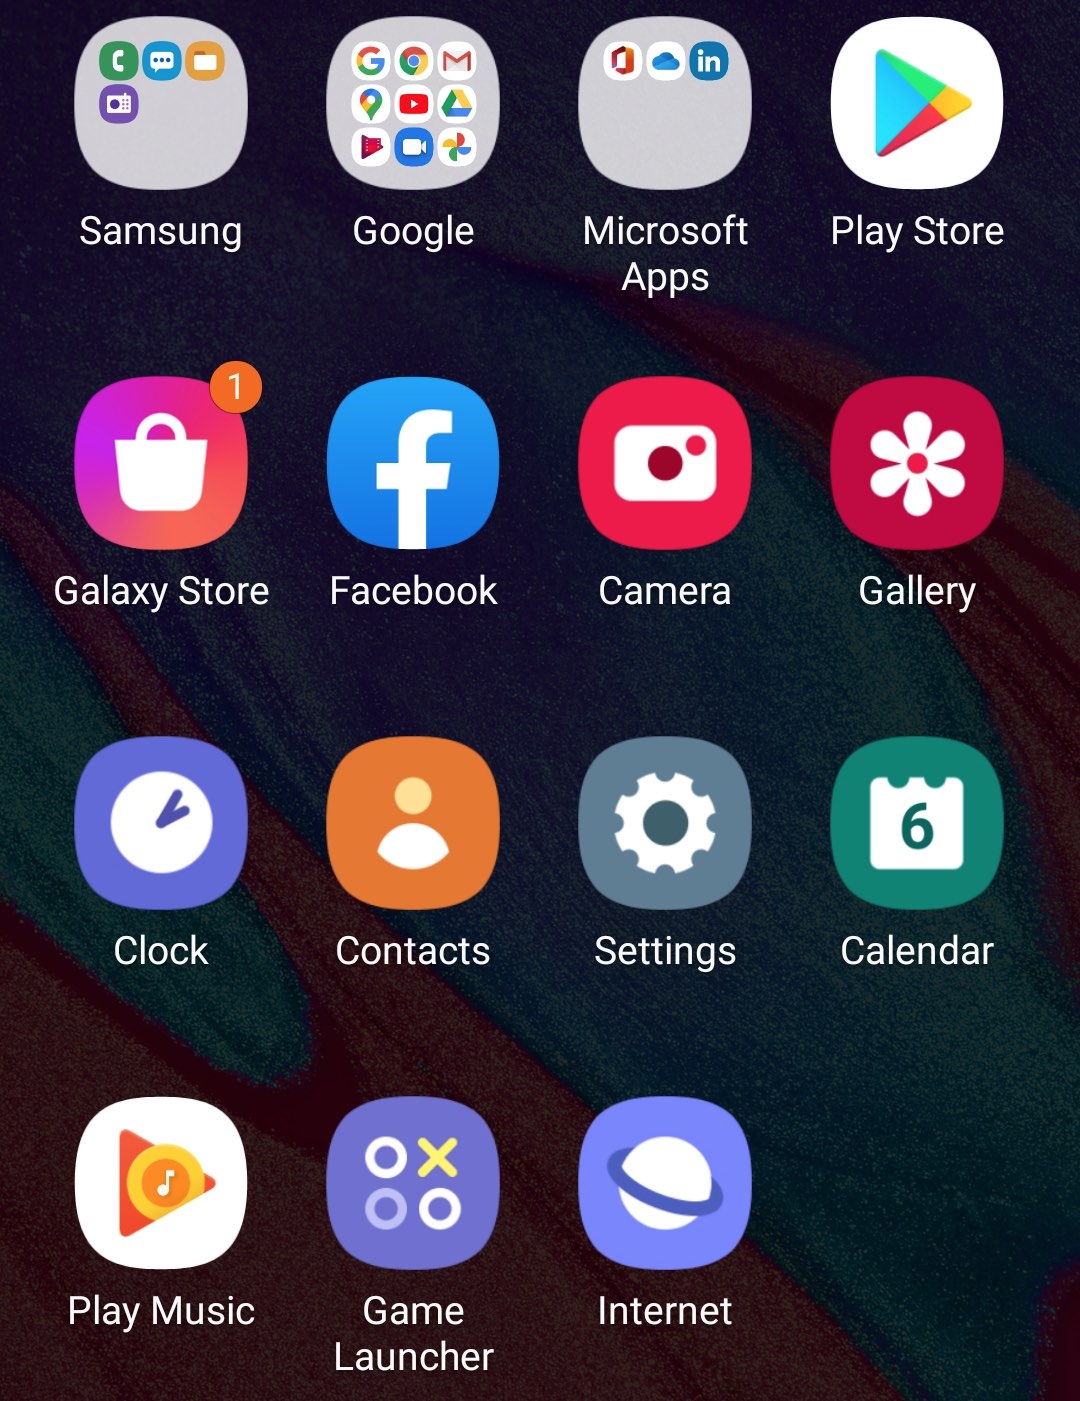 Samsung
Google
Microsoft
Apps
Play Store
1
Galaxy Store
Facebook
Camera
Gallery
6
Clock
Contacts
Settings
Calendar
Play Music
Game
Launcher
Internet